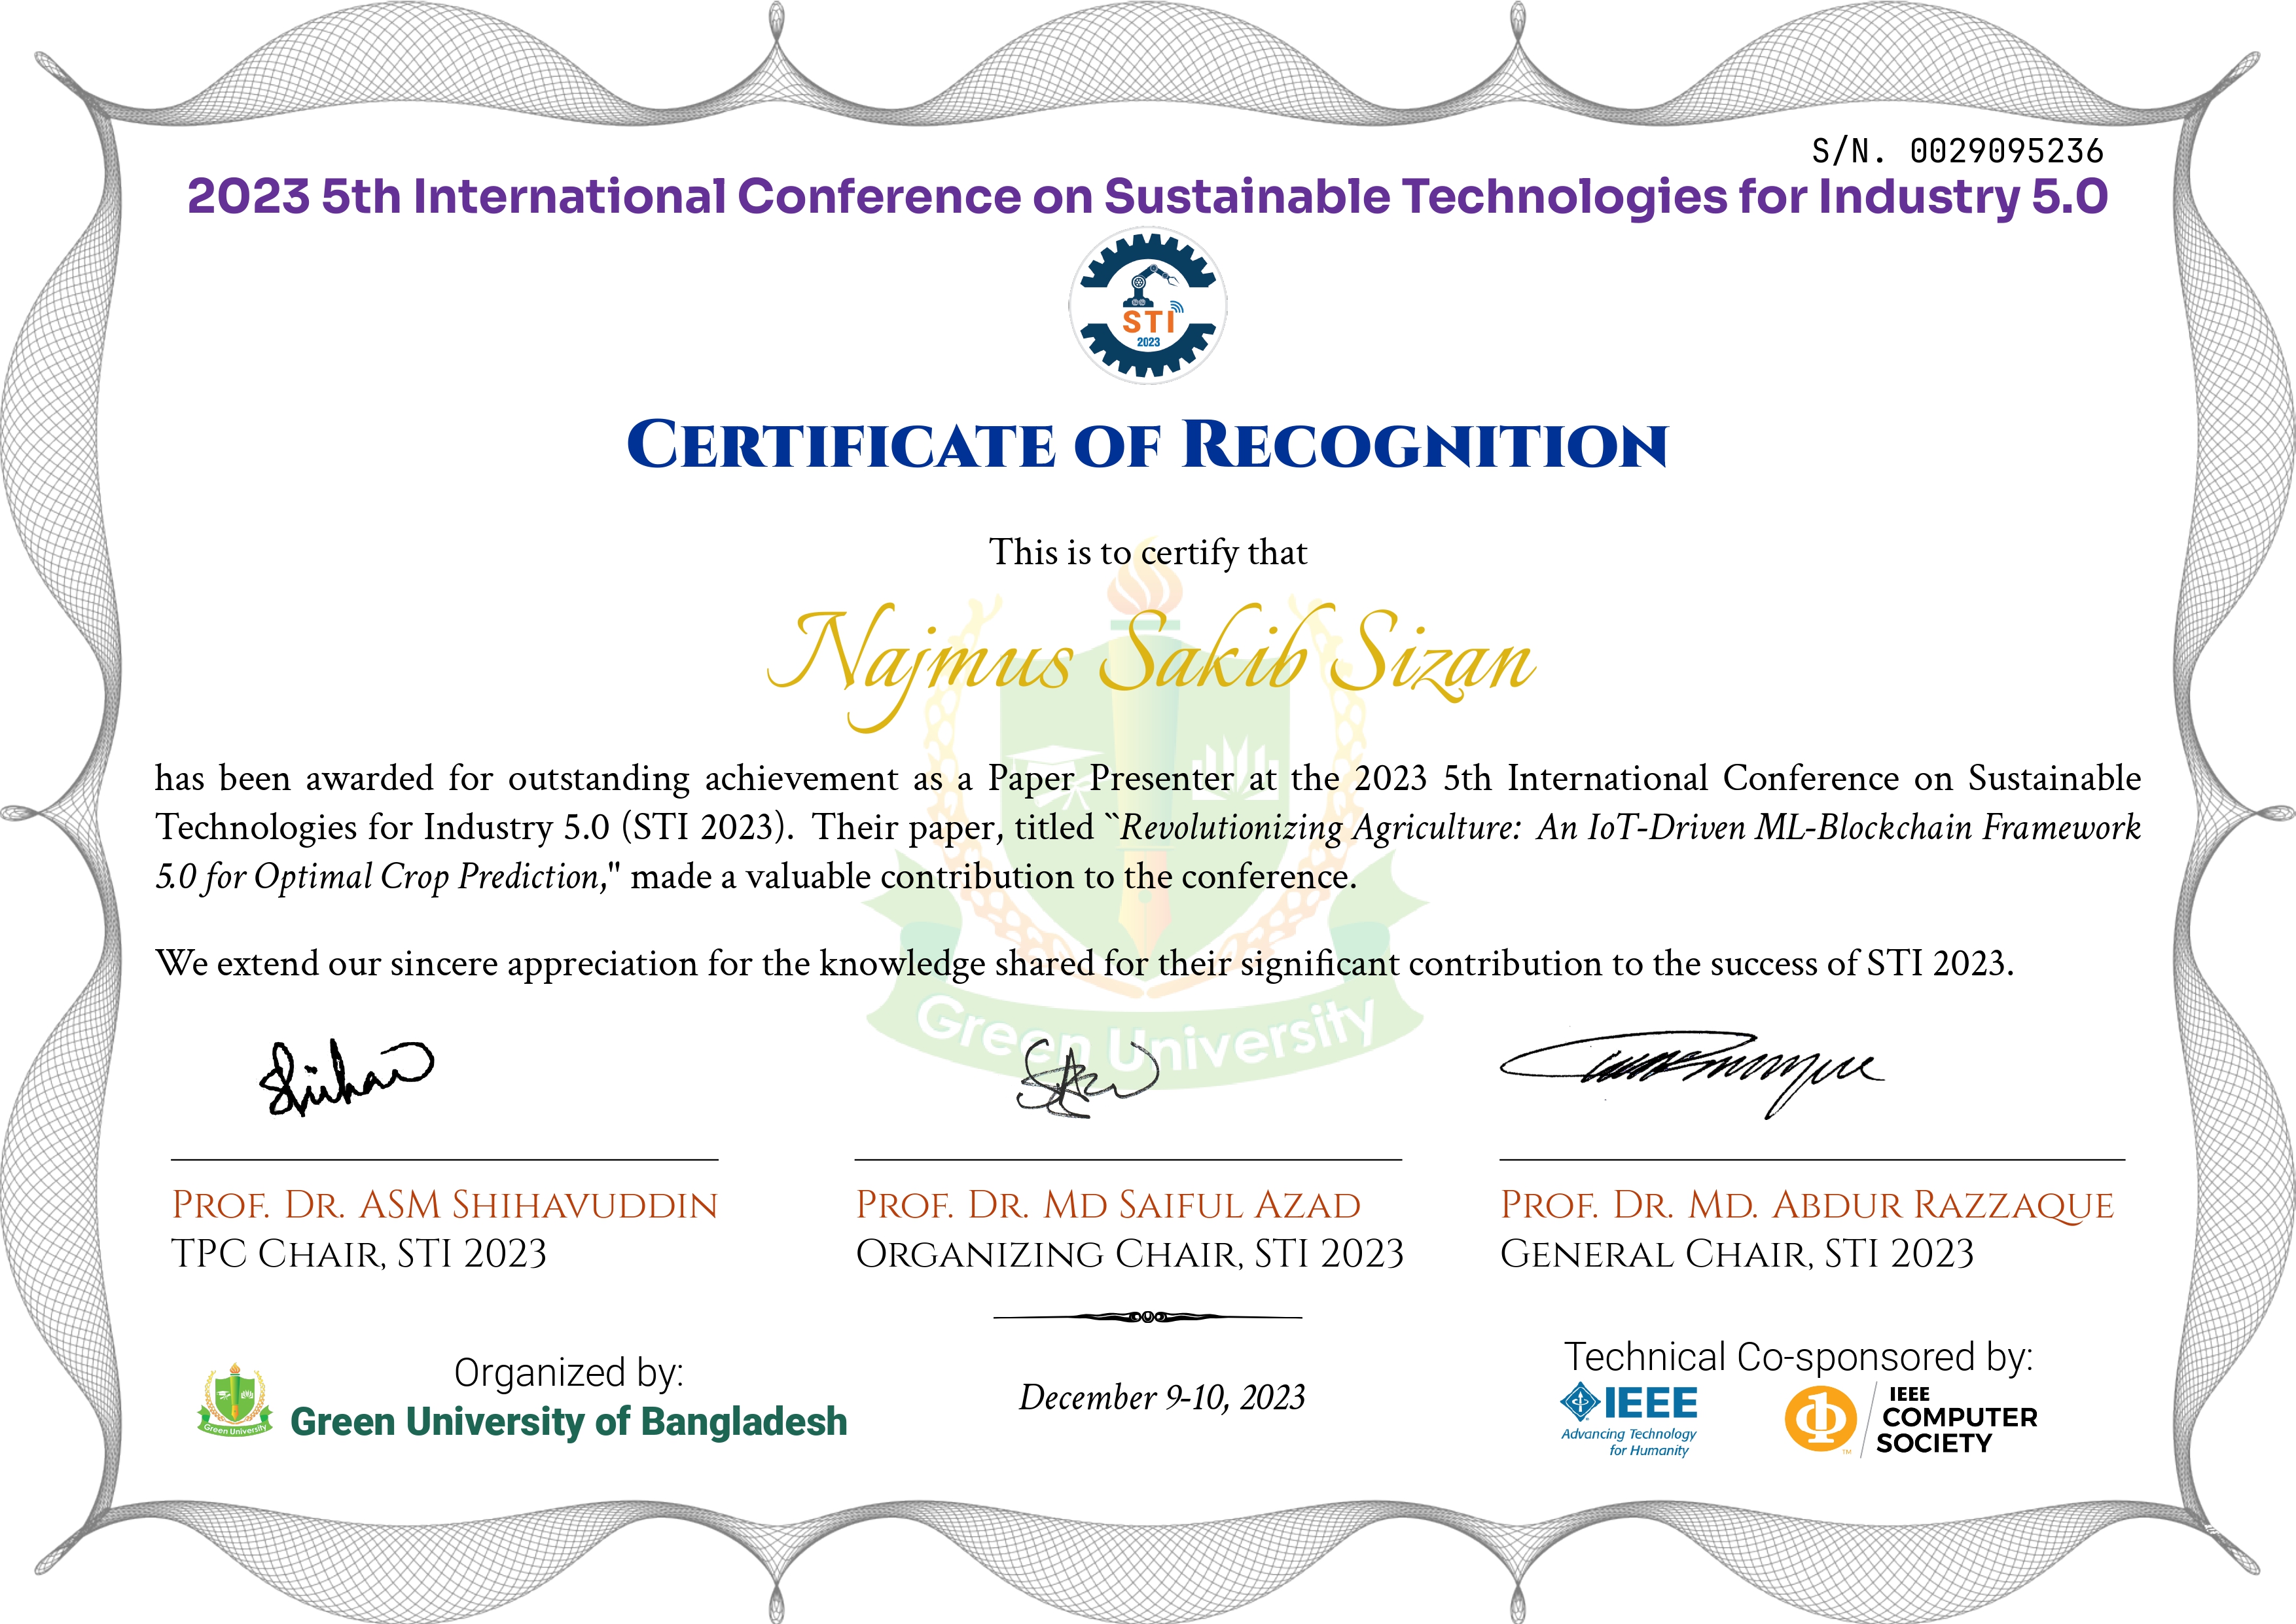 S/N. 0029095236
2023 5th International Conference on Sustainable Technologies for Industry 5.0
STI
2023
CERTIFICATE OF RECOGNITION
This is to certify that
Najmus Sakib Sizan
has been awarded for outstanding achievement as a Paper Presenter at the 2023 5th International Conference on Sustainable
Technologies for Industry 5.0 (STI 2023). Their paper, titled ``Revolutionizing Agriculture: An IoT-Driven ML-Blockchain Framework
5.0 for Optimal Crop Prediction," made a valuable contribution to the conference.
We extend our sincere appreciation for the knowledge shared for their significant contribution to the success of STI 2023.
Green University
PROF. DR. ASM SHIHAVUDDIN
TPC CHAIR, STI 2023
PROF. DR. MD SAIFUL AZAD
ORGANIZING CHAIR, STI 2023
PROF. DR. MD. ABDUR RAZZAQUE
GENERAL CHAIR, STI 2023
Green University
Organized by:
Green University of Bangladesh
December 9-10, 2023
Technical Co-sponsored by:
IEEE
Advancing Technology
for Humanity
IEEE
COMPUTER
SOCIETY
TM